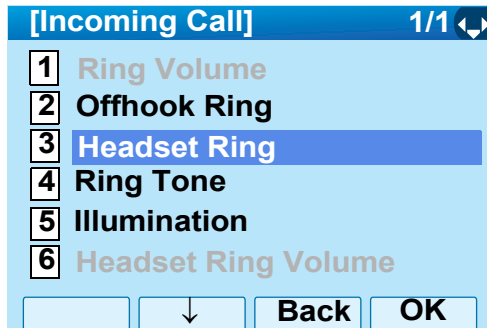 [Incoming Call] 1/1
1 Ring Volume
2 Offhook Ring
3 Headset Ring
4 Ring Tone
5 Illumination
6 Headset Ring Volume
↓ Back OK